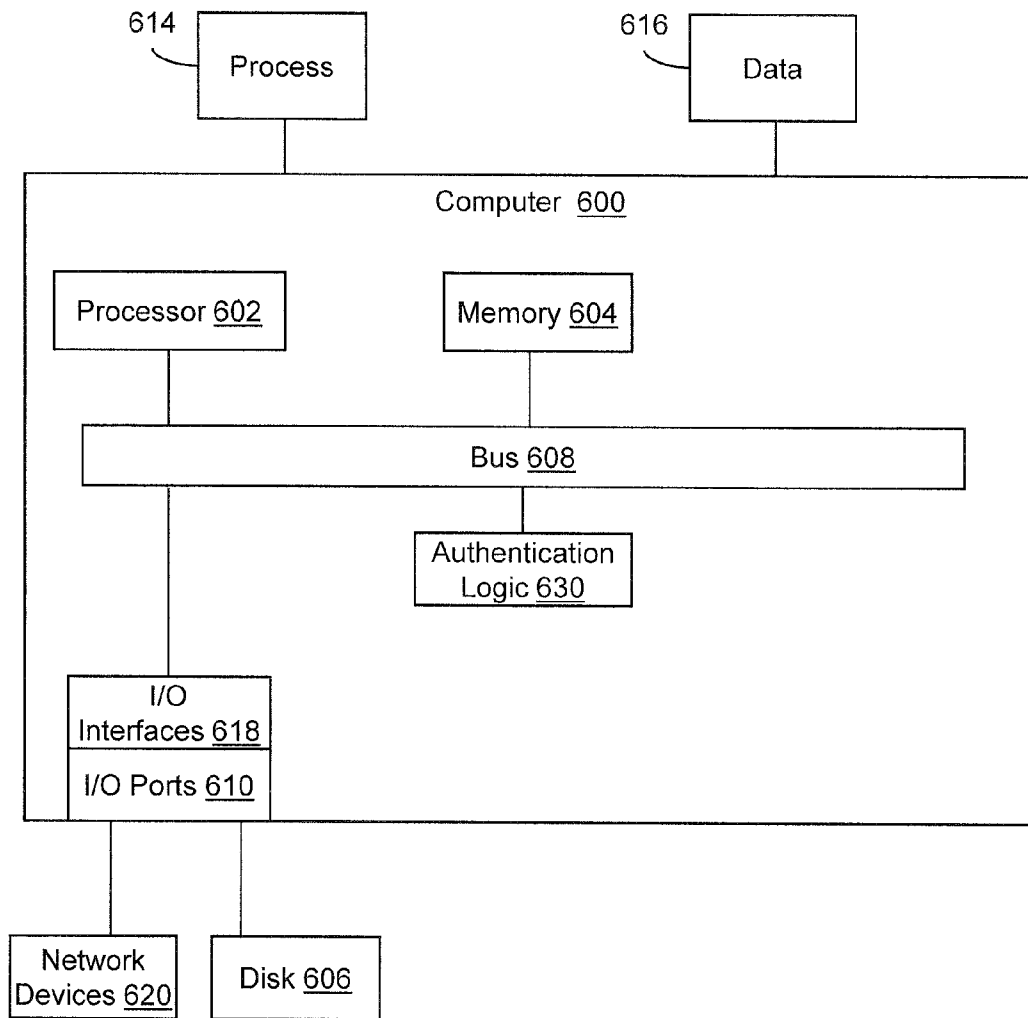 614
Process
616
Data
Computer 600
Processor 602
Memory 604
Bus 608
Authentication
Logic 630
I/O
Interfaces 618
I/O Ports 610
Network
Devices 620
Disk 606